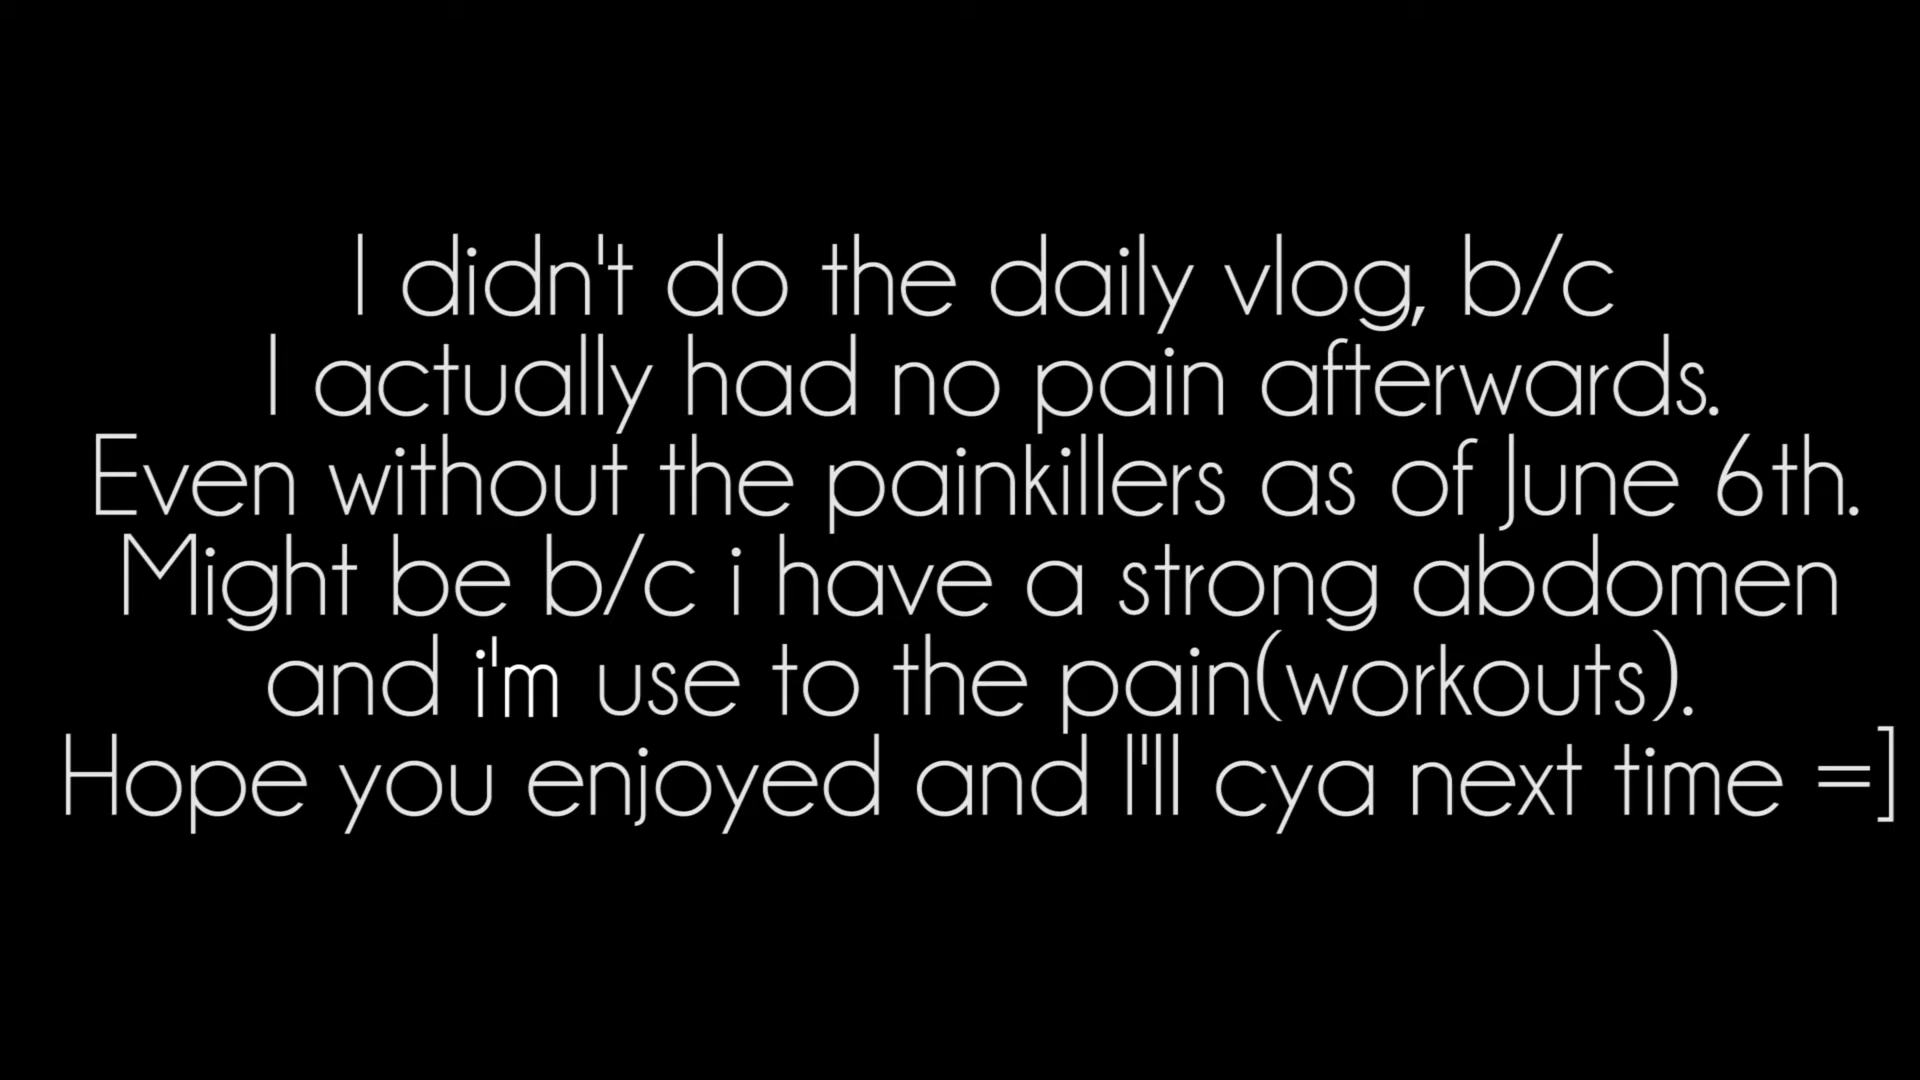 I didn't do the daily vlog, b/c
I actually had no pain afterwards.
Even without the painkillers as of June 6th.
Might be b/c i have a strong abdomen
and i'm use to the pain(workouts).
Hope you enjoyed and I'll cya next time =]